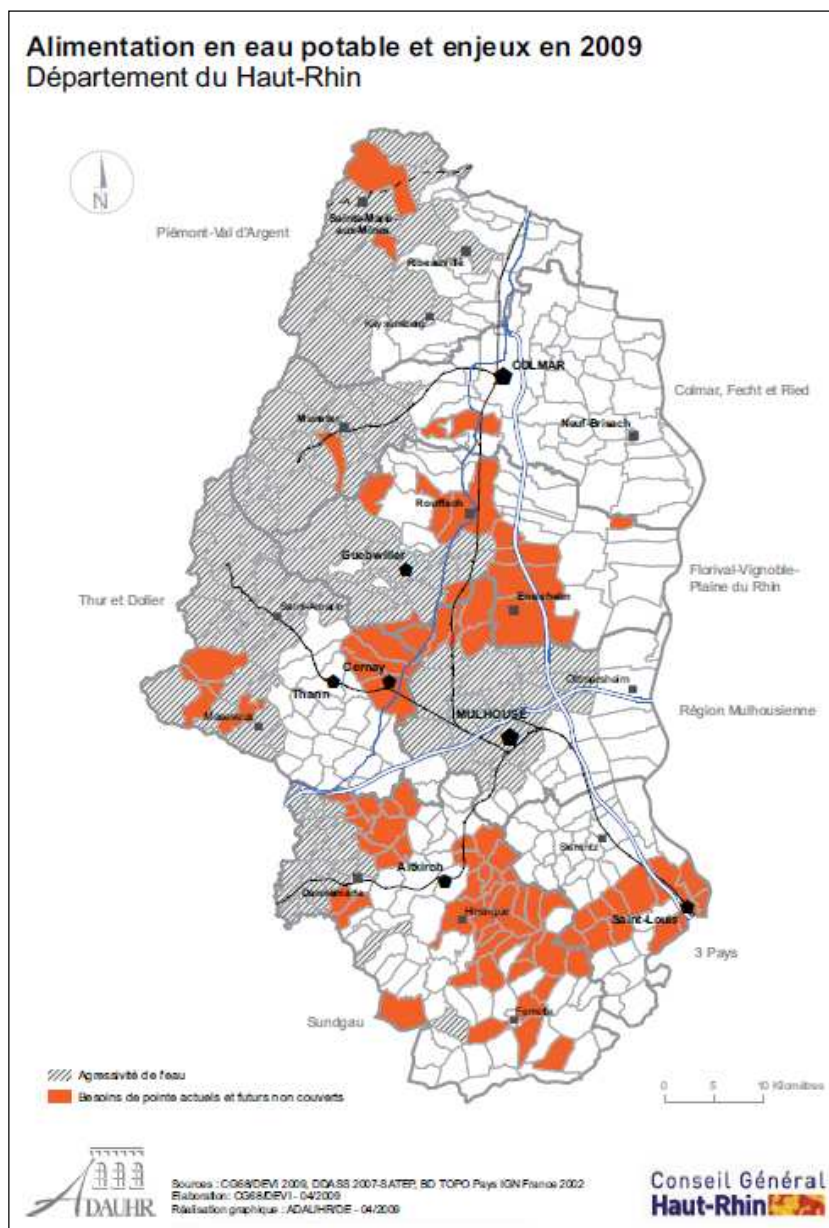 Alimentation en eau potable et enjeux en 2009
Département du Haut-Rhin
N
Sainte-Marie-
aux-Mines
Piémont-Val d'Argent
Ribeauvillé
Kaysersberg
COLMAR
Colmar, Fecht et Ried
Munster
Neuf-Brisach
Rouffach
Guebwiller
Florival-Vignoble-
Plaine du Rhin
Thur et Doller
Saint-Amarin
Ensisheim
Cernay
Thann
Ottmarsheim
Masevaux
MULHOUSE
Région Mulhousienne
Sierentz
Altkirch
Dannemarie
Hirsingue
Saint-Louis
3 Pays
Sundgau
Ferrette
Agressivité de l'eau
Besoins de pointe actuels et futurs non couverts
0 5 10 Kilomètres
ADAUHR
Sources : CG68/DEVI 2009, DDASS 2007-SATEP, BD TOPO Pays IGN France 2002
Elaboration: CG68/DEVI - 04/2009
Réalisation graphique : ADAUHR/DE - 04/2009
Conseil Général
Haut-Rhin